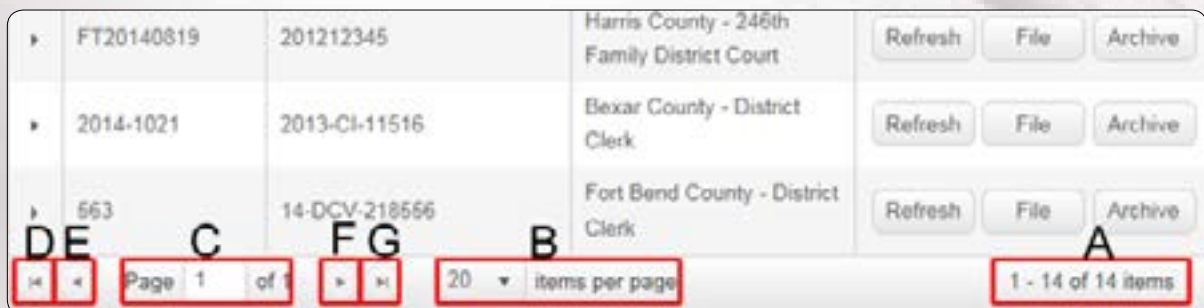 FT20140819 201212345 Harris County - 246th Refresh File Archive
Family District Court
2014-1021 2013-CI-11516 Bexar County - District Refresh File Archive
Clerk
563 14-DCV-218556 Fort Bend County - District Refresh File Archive
Clerk
D E C F G B A
Page 1 of 1 20 items per page 1 - 14 of 14 items